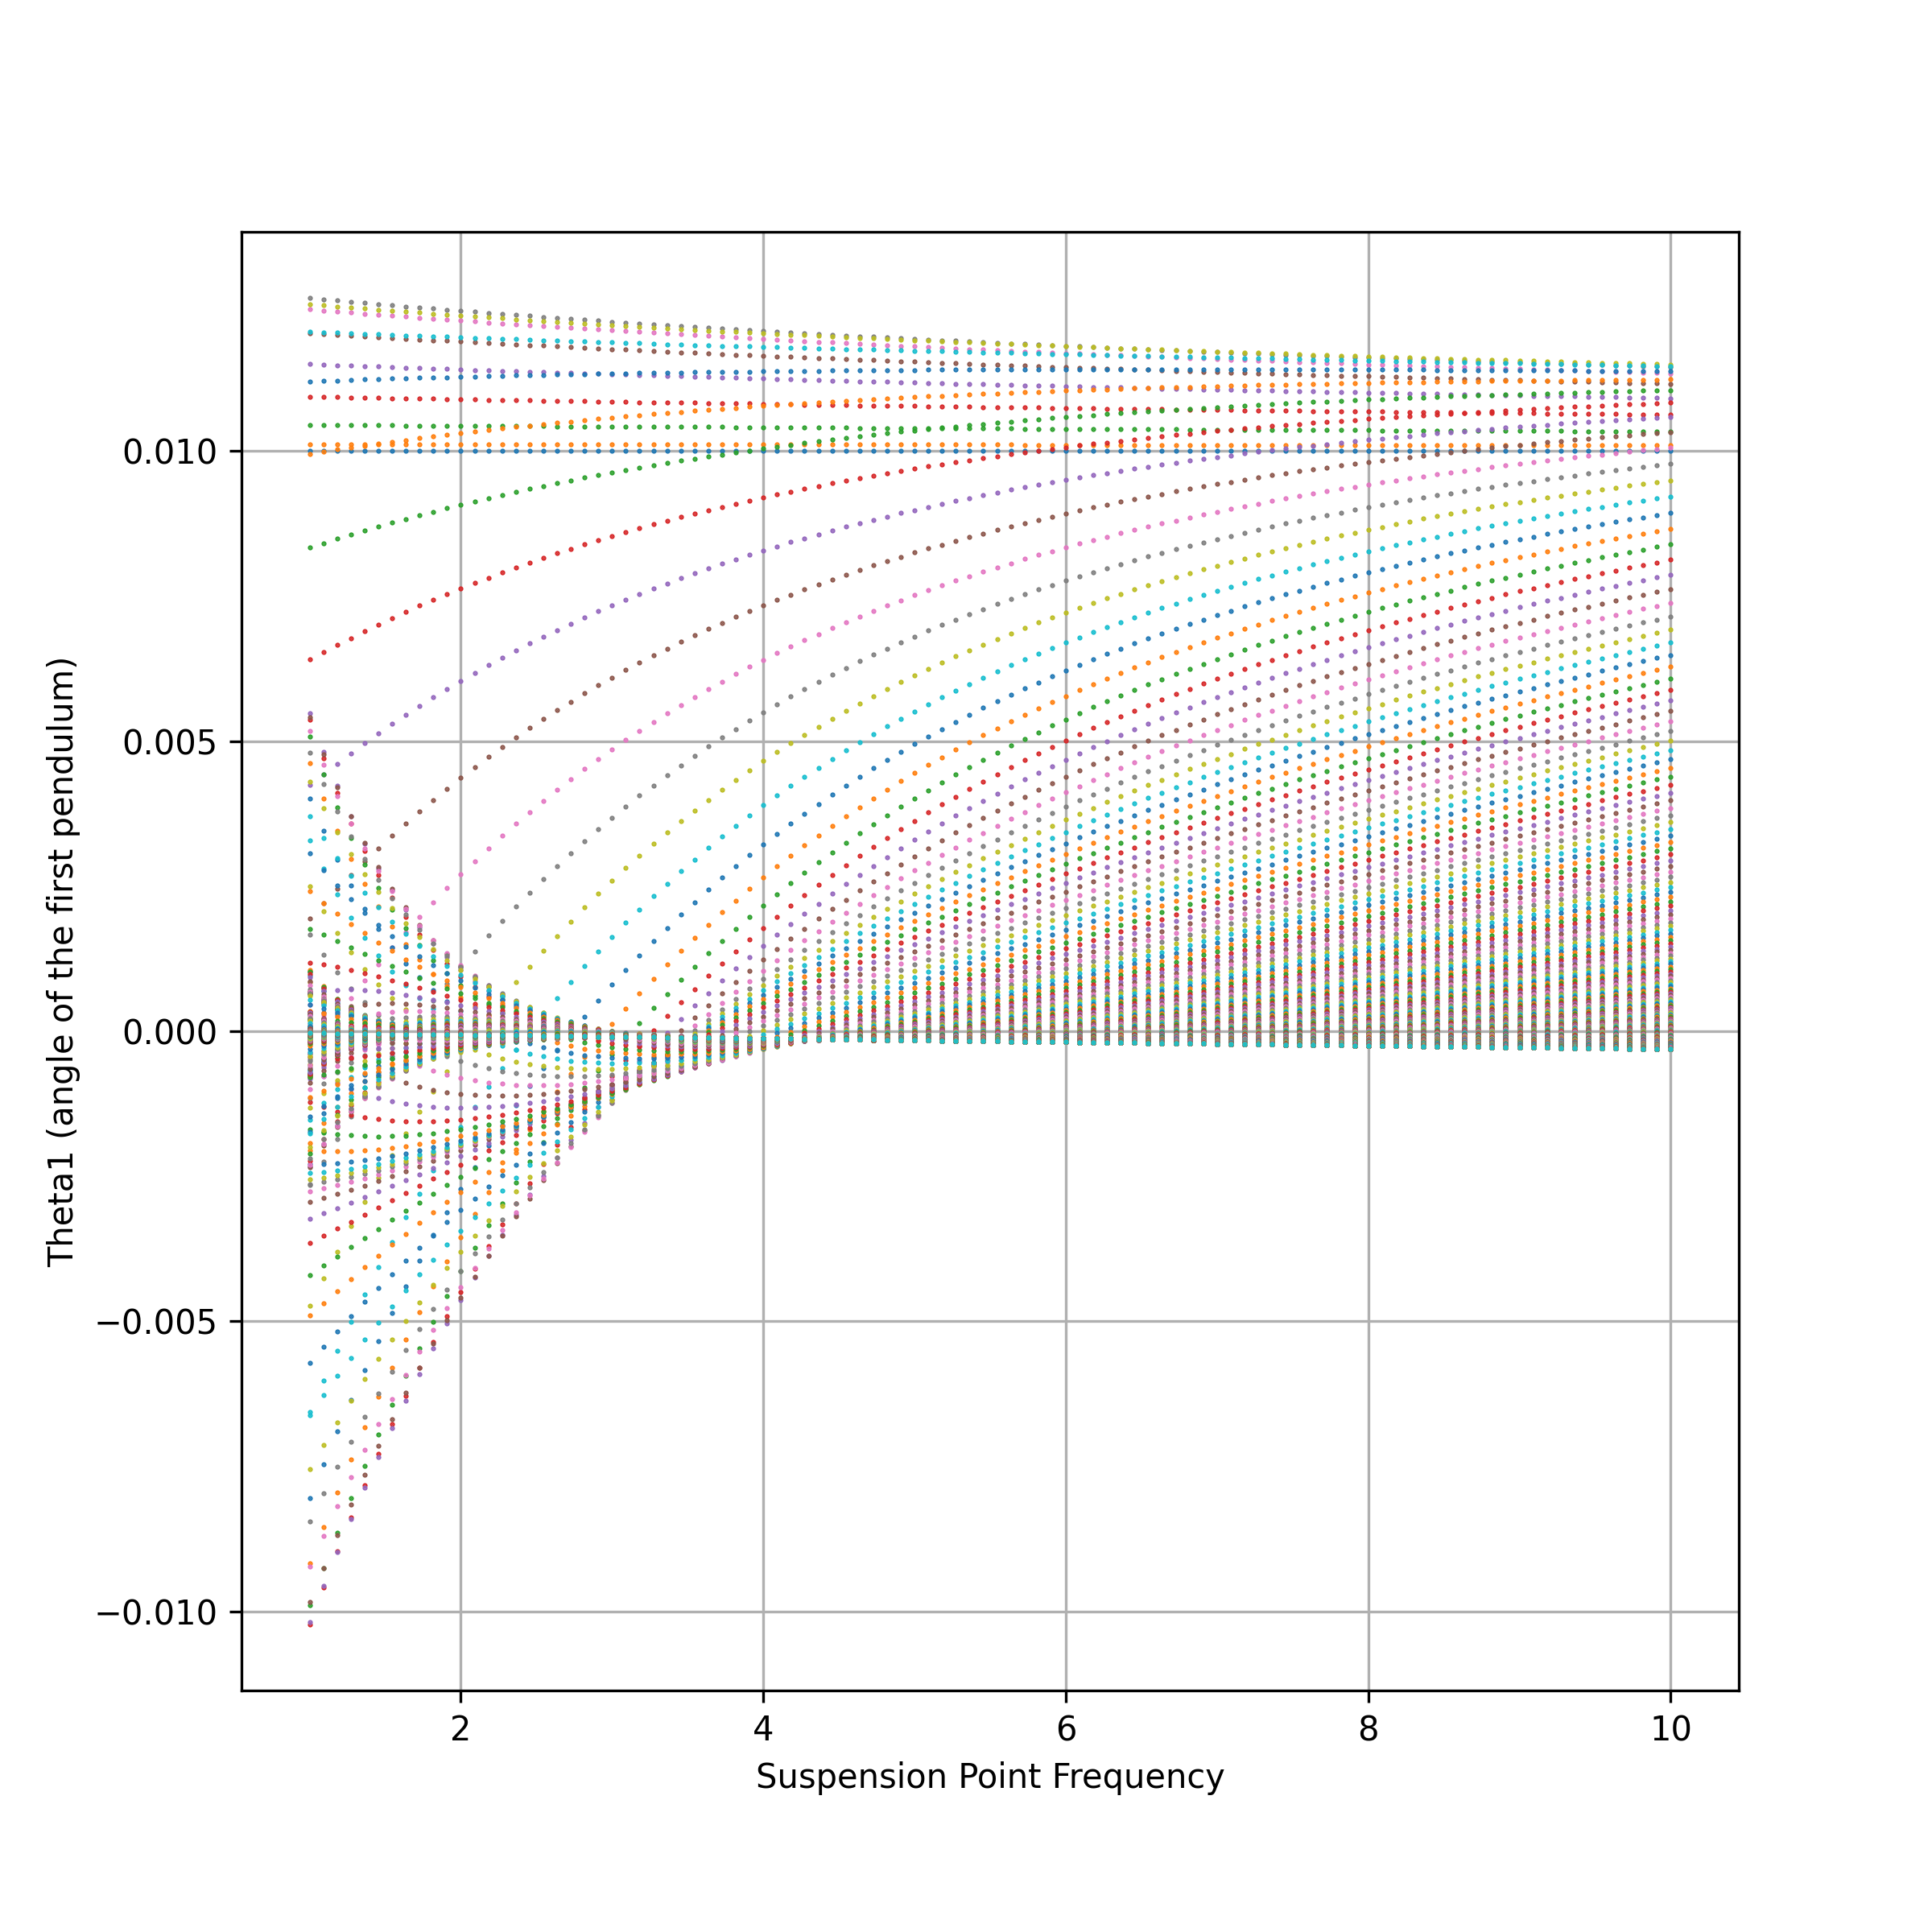 0.010
0.005
0.000
−0.005
−0.010
Theta1 (angle of the first pendulum)
2 4 6 8 10
Suspension Point Frequency